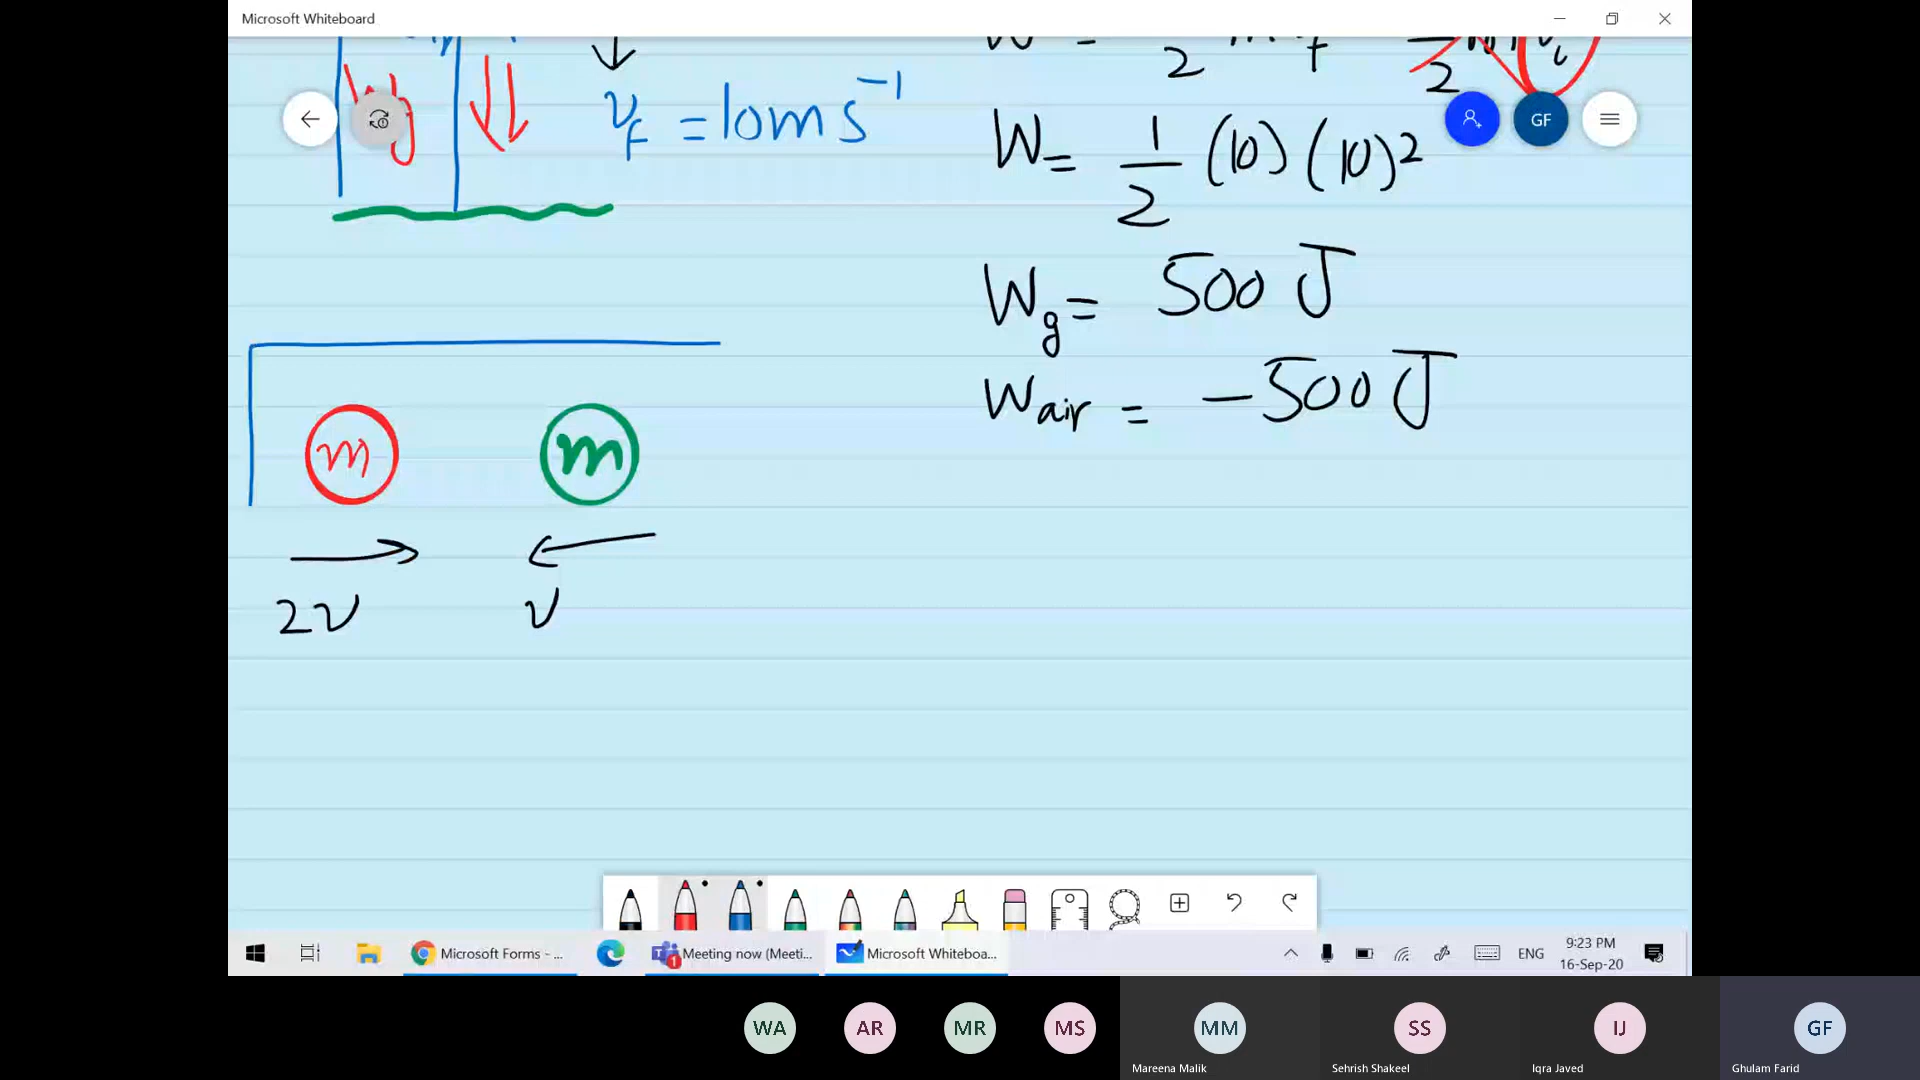 Microsoft Whiteboard
Wg
v_f = 10 m s^-1
W = 1/2 (10) (10)^2
W_g = 500 J
W_air = -500 J
m
m
2v
v
GF
Microsoft Forms - ...
Meeting now (Meeti...
1
Microsoft Whiteboa...
ENG
9:23 PM
16-Sep-20
WA
AR
MR
MS
MM
SS
IJ
GF
Mareena Malik
Sehrish Shakeel
Iqra Javed
Ghulam Farid